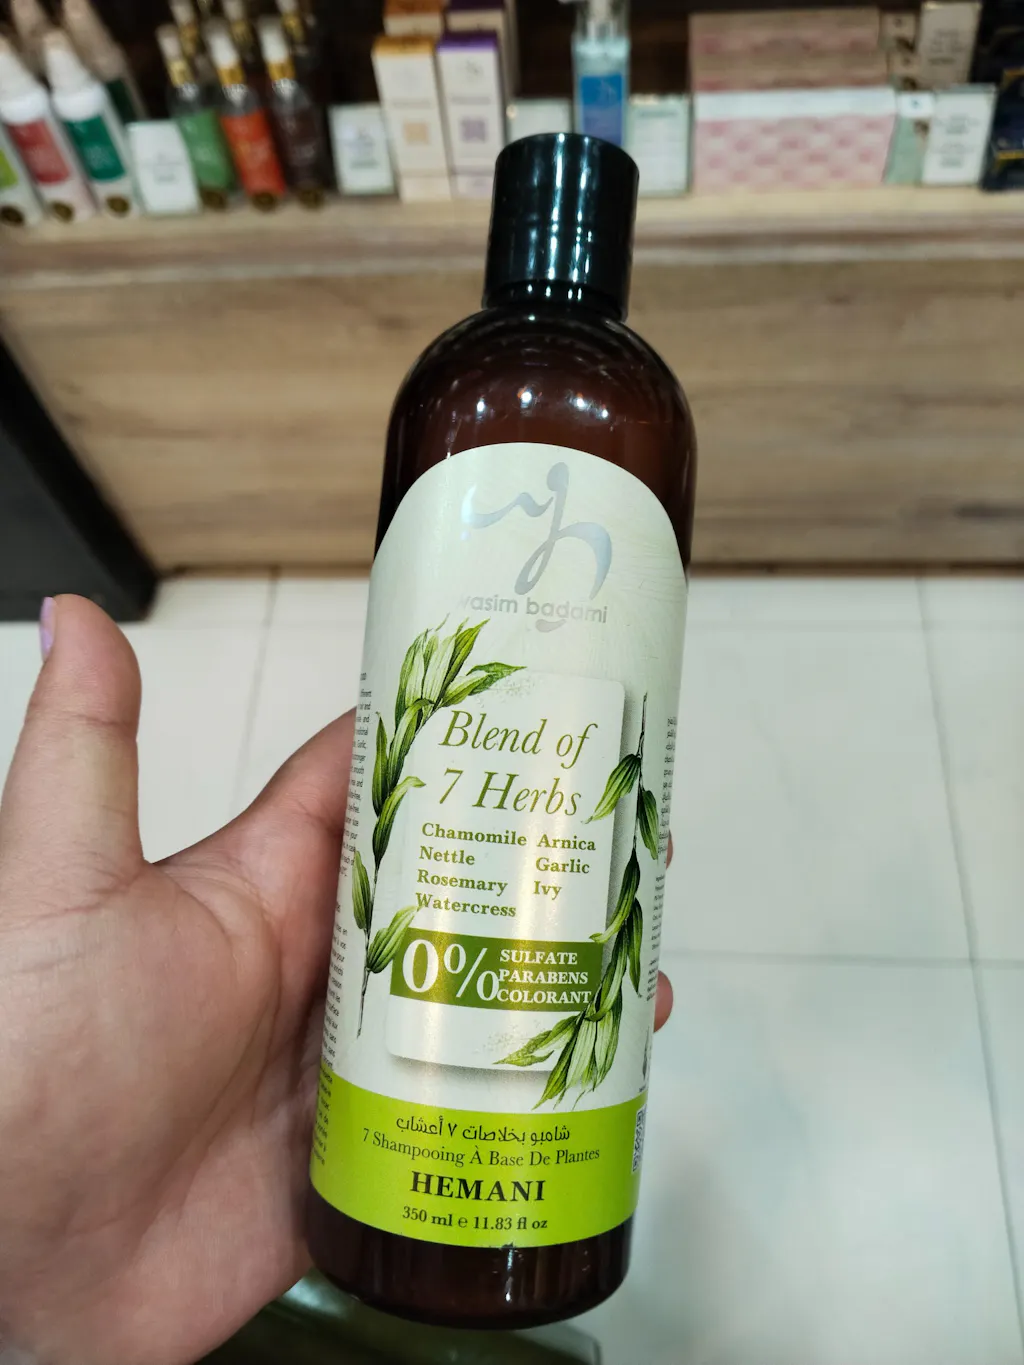 wasim badami
Blend of
7 Herbs
Chamomile Arnica
Nettle Garlic
Rosemary Ivy
Watercress
0% SULFATE
PARABENS
COLORANT
شامبو بخلاصات ٧ أعشاب
7 Shampooing À Base De Plantes
HEMANI
350 ml e 11.83 fl oz